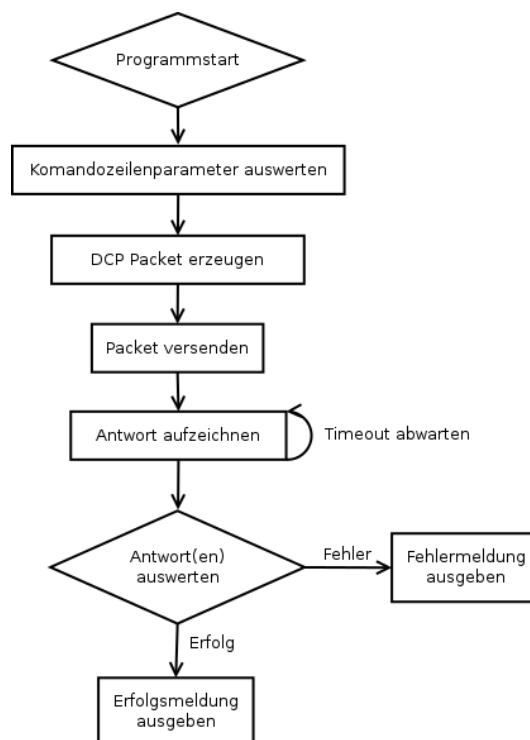 Programmstart
Komandozeilenparameter auswerten
DCP Packet erzeugen
Packet versenden
Antwort aufzeichnen
Timeout abwarten
Antwort(en)
auswerten
Fehler
Fehlermeldung
ausgeben
Erfolg
Erfolgsmeldung
ausgeben